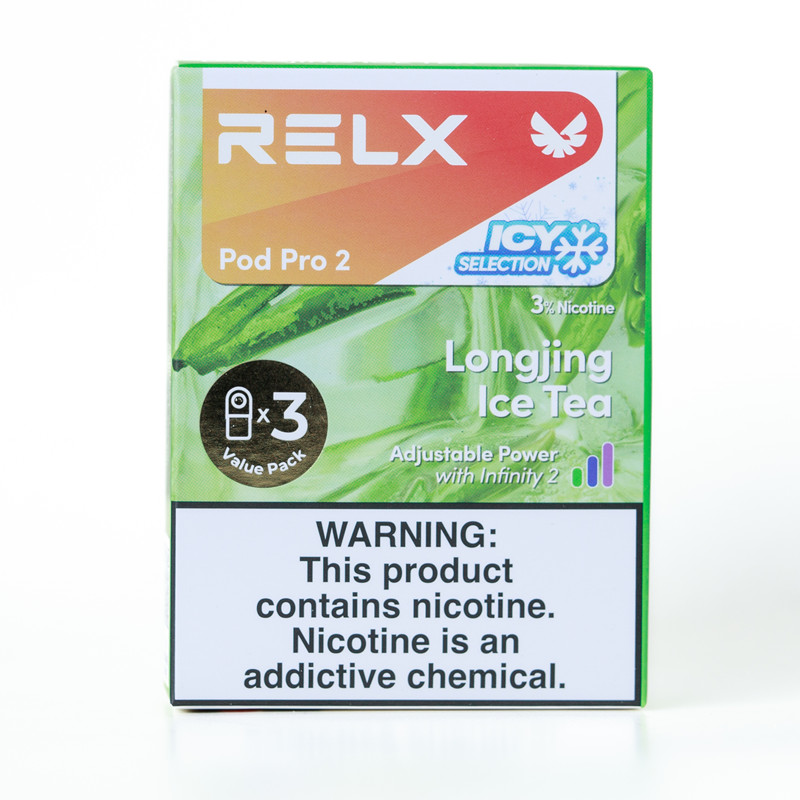 RELX
Pod Pro 2
ICY
SELECTION
3% Nicotine
Longjing
Ice Tea
x3
Value Pack
Adjustable Power
with Infinity 2
WARNING:
This product
contains nicotine.
Nicotine is an
addictive chemical.